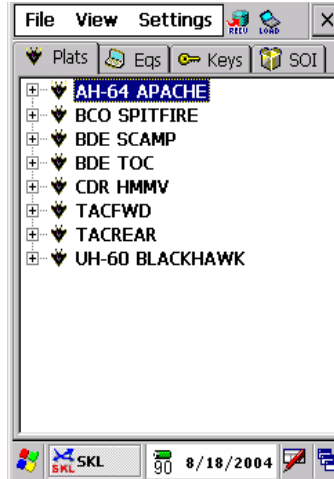 File View Settings RECV LOAD
Plats Eqs Keys SOI
AH-64 APACHE
BCO SPITFIRE
BDE SCAMP
BDE TOC
CDR HMMV
TACFWD
TACREAR
UH-60 BLACKHAWK
SKL SKL 90 8/18/2004